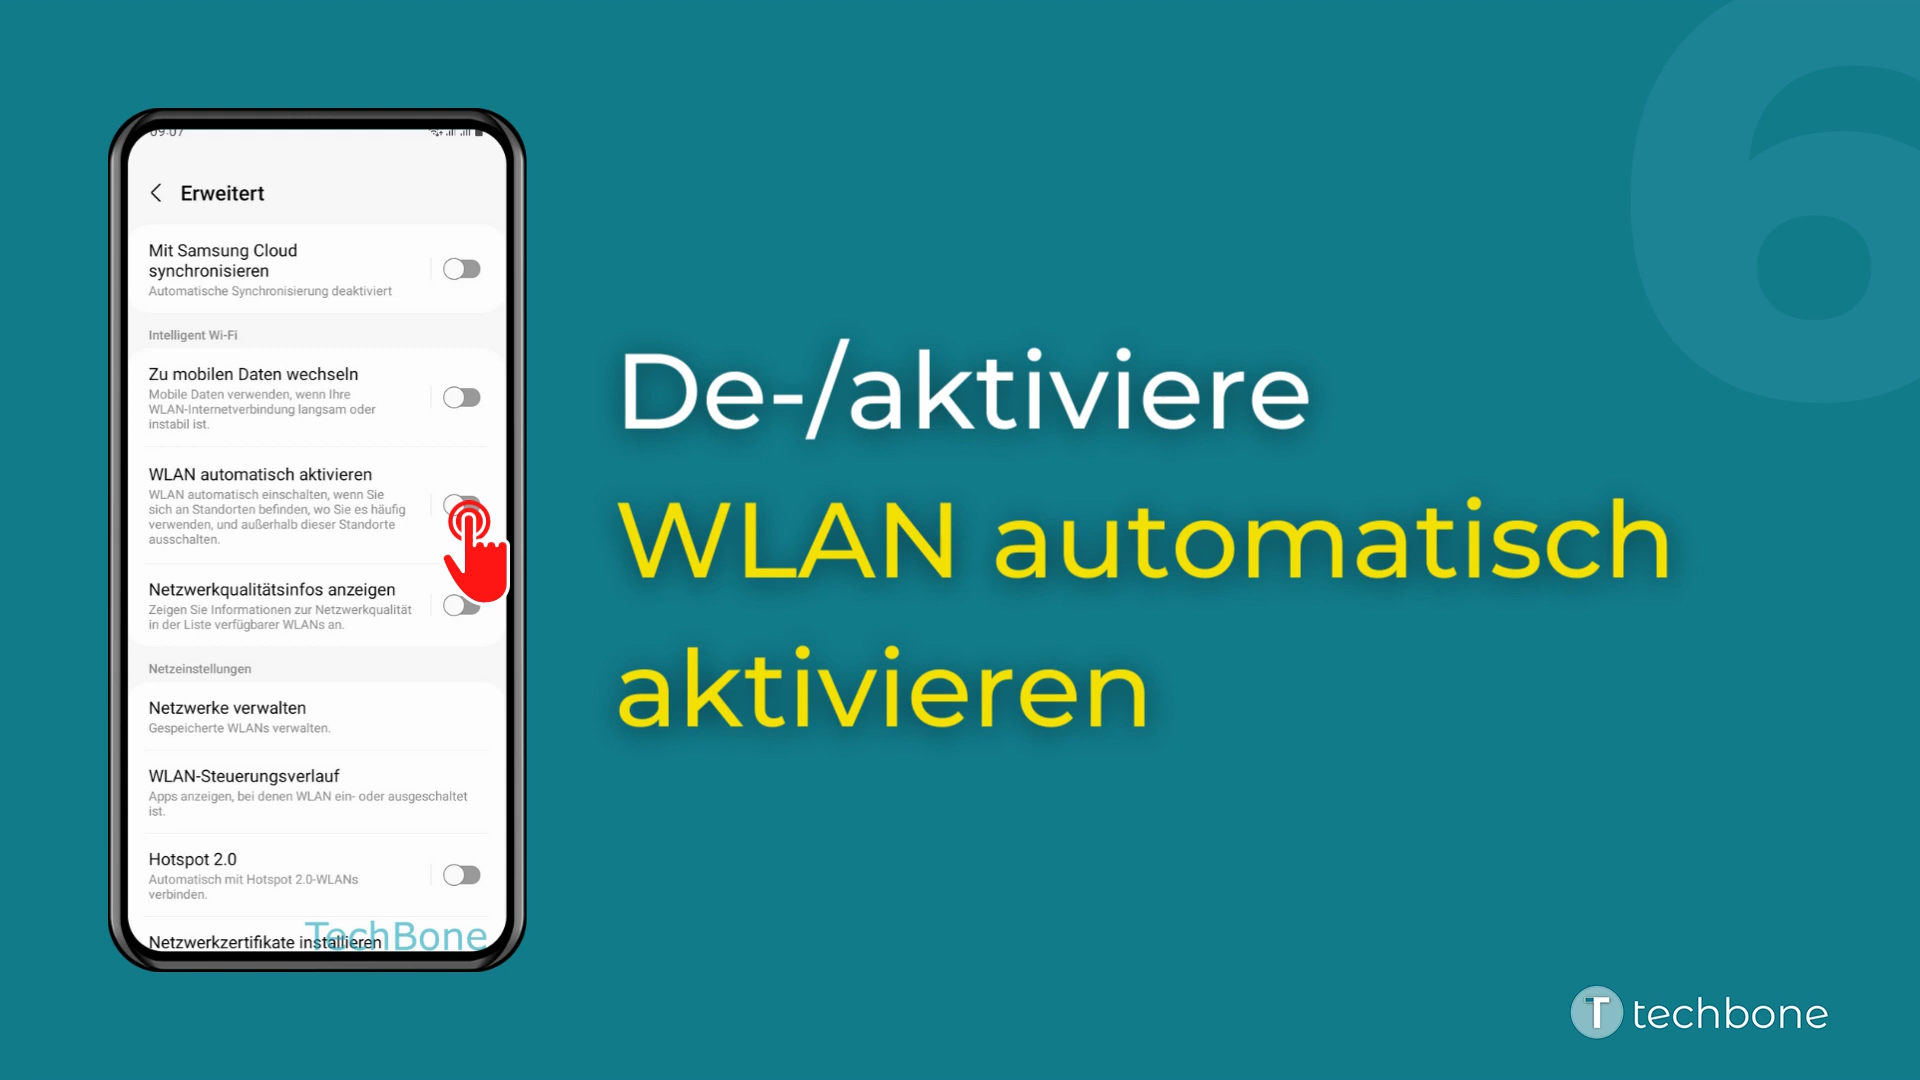 6
09:07
Erweitert
Mit Samsung Cloud
synchronisieren
Automatische Synchronisierung deaktiviert
Intelligent Wi-Fi
Zu mobilen Daten wechseln
Mobile Daten verwenden, wenn Ihre
WLAN-Internetverbindung langsam oder
instabil ist.
WLAN automatisch aktivieren
WLAN automatisch einschalten, wenn Sie
sich an Standorten befinden, wo Sie es häufig
verwenden, und außerhalb dieser Standorte
ausschalten.
Netzwerkqualitätsinfos anzeigen
Zeigen Sie Informationen zur Netzwerkqualität
in der Liste verfügbarer WLANs an.
Netzeinstellungen
Netzwerke verwalten
Gespeicherte WLANs verwalten.
WLAN-Steuerungsverlauf
Apps anzeigen, bei denen WLAN ein- oder ausgeschaltet
ist.
Hotspot 2.0
Automatisch mit Hotspot 2.0-WLANs
verbinden.
Netzwerkzertifikate installieren
TechBone
De-/aktiviere
WLAN automatisch
aktivieren
T techbone